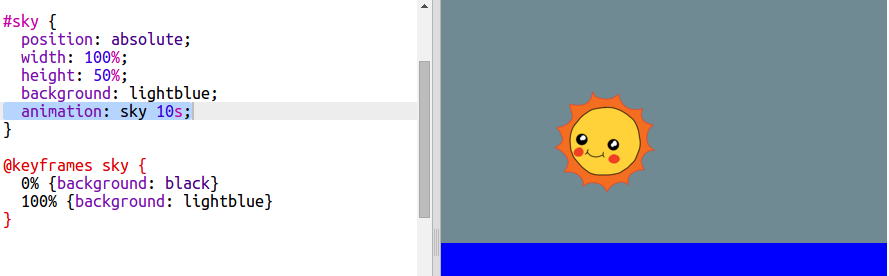 #sky {
  position: absolute;
  width: 100%;
  height: 50%;
  background: lightblue;
  animation: sky 10s;
}
@keyframes sky {
  0% {background: black}
  100% {background: lightblue}
}